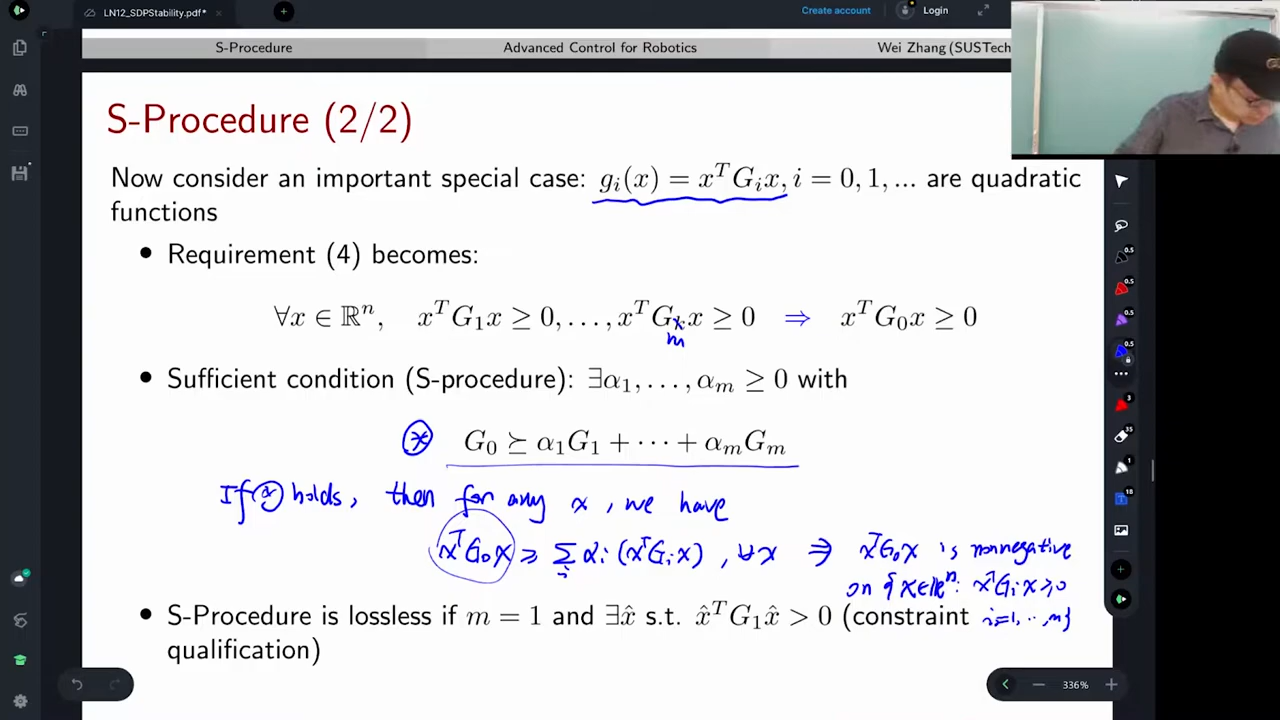 LN12_SDPStability.pdf*
Create account
Login
S-Procedure Advanced Control for Robotics Wei Zhang (SUSTech
S-Procedure (2/2)
Now consider an important special case: gᵢ(x) = xᵀGᵢx, i = 0, 1, ... are quadratic
functions
• Requirement (4) becomes:
∀x ∈ ℝⁿ, xᵀG₁x ≥ 0, . . . , xᵀGₖx ≥ 0 ⇒ xᵀG₀x ≥ 0
m
• Sufficient condition (S-procedure): ∃α₁, . . . , αₘ ≥ 0 with
⊛ G₀ ⪰ α₁G₁ + ⋯ + αₘGₘ
If ⊛ holds, then for any x, we have
xᵀG₀x ≥ Σᵢ αᵢ (xᵀGᵢx), ∀x ⇒ xᵀG₀x is nonnegative
on {x∈ℝⁿ: xᵀGᵢx ≥ 0
i=1, ..., m}
• S-Procedure is lossless if m = 1 and ∃x̂ s.t. x̂ᵀG₁x̂ > 0 (constraint
qualification)
336%